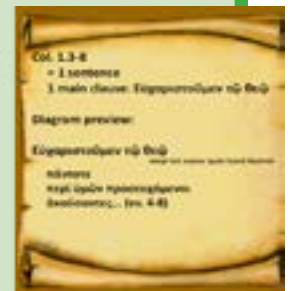 Col. 1.3-8
= 1 sentence
1 main clause: Εὐχαριστοῦμεν τῷ θεῷ
Diagram preview:
Εὐχαριστοῦμεν τῷ θεῷ
πάντοτε
περὶ ὑμῶν προσευχόμενοι
ἀκούσαντες... (vv. 4-8)